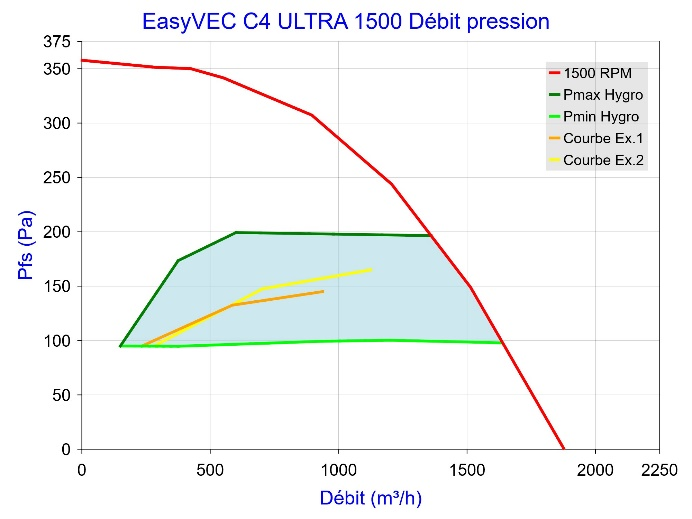 EasyVEC C4 ULTRA 1500 Débit pression
375
350
300
250
200
150
100
50
0
Pfs (Pa)
1500 RPM
Pmax Hygro
Pmin Hygro
Courbe Ex.1
Courbe Ex.2
0 500 1000 1500 2000 2250
Débit (m³/h)